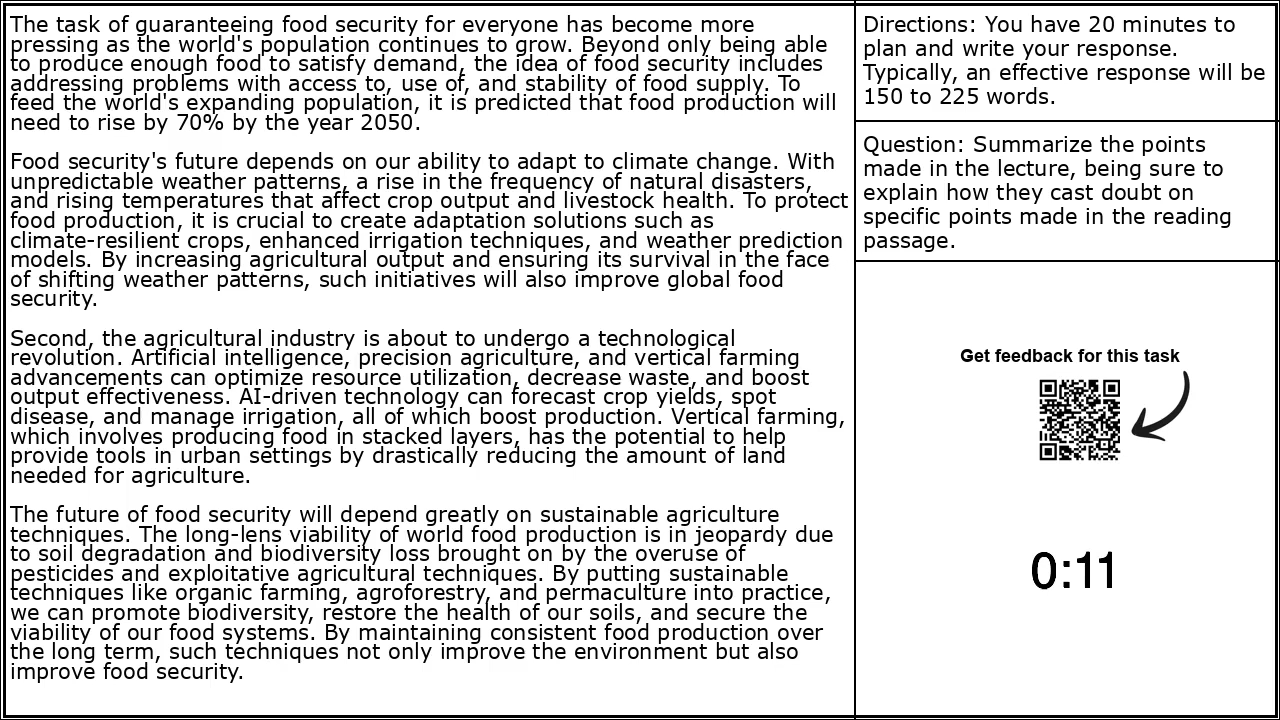 The task of guaranteeing food security for everyone has become more
pressing as the world's population continues to grow. Beyond only being able
to produce enough food to satisfy demand, the idea of food security includes
addressing problems with access to, use of, and stability of food supply. To
feed the world's expanding population, it is predicted that food production will
need to rise by 70% by the year 2050.
Food security's future depends on our ability to adapt to climate change. With
unpredictable weather patterns, a rise in the frequency of natural disasters,
and rising temperatures that affect crop output and livestock health. To protect
food production, it is crucial to create adaptation solutions such as
climate-resilient crops, enhanced irrigation techniques, and weather prediction
models. By increasing agricultural output and ensuring its survival in the face
of shifting weather patterns, such initiatives will also improve global food
security.
Second, the agricultural industry is about to undergo a technological
revolution. Artificial intelligence, precision agriculture, and vertical farming
advancements can optimize resource utilization, decrease waste, and boost
output effectiveness. AI-driven technology can forecast crop yields, spot
disease, and manage irrigation, all of which boost production. Vertical farming,
which involves producing food in stacked layers, has the potential to help
provide tools in urban settings by drastically reducing the amount of land
needed for agriculture.
The future of food security will depend greatly on sustainable agriculture
techniques. The long-lens viability of world food production is in jeopardy due
to soil degradation and biodiversity loss brought on by the overuse of
pesticides and exploitative agricultural techniques. By putting sustainable
techniques like organic farming, agroforestry, and permaculture into practice,
we can promote biodiversity, restore the health of our soils, and secure the
viability of our food systems. By maintaining consistent food production over
the long term, such techniques not only improve the environment but also
improve food security.
Directions: You have 20 minutes to
plan and write your response.
Typically, an effective response will be
150 to 225 words.
Question: Summarize the points
made in the lecture, being sure to
explain how they cast doubt on
specific points made in the reading
passage.
Get feedback for this task
0:11